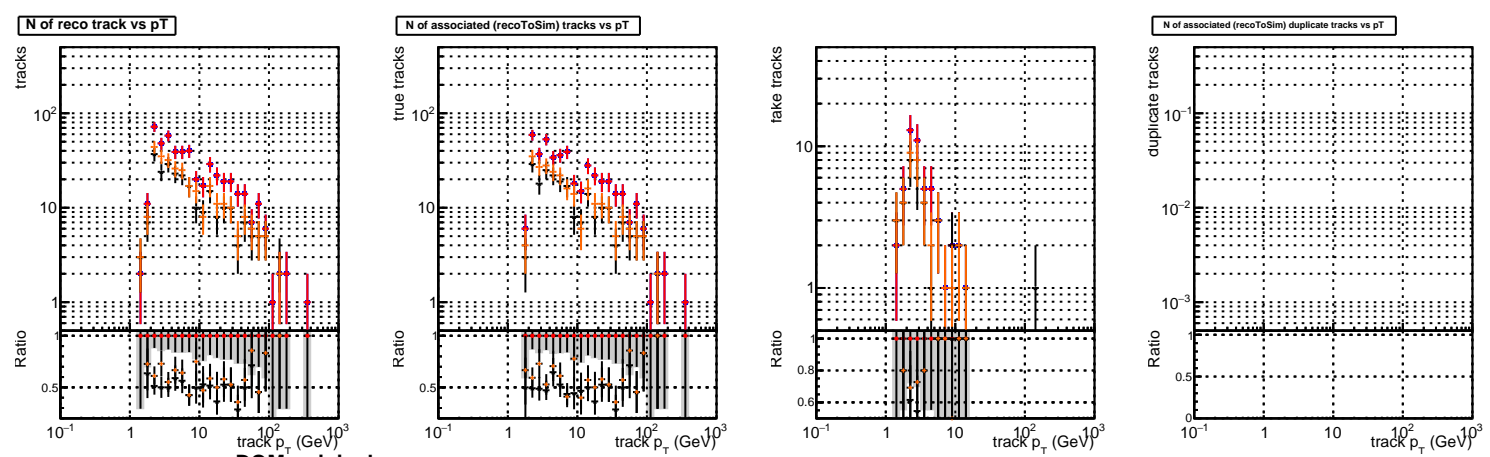 N of reco track vs pT
tracks
10²
10
1
Ratio
1
0.5
10⁻¹ 1 10 10² 10³
track p_T (GeV)
N of associated (recoToSim) tracks vs pT
true tracks
10²
10
1
Ratio
1
0.5
10⁻¹ 1 10 10² 10³
track p_T (GeV)
fake tracks
10
1
Ratio
1
0.8
0.6
10⁻¹ 1 10 10² 10³
track p_T (GeV)
N of associated (recoToSim) duplicate tracks vs pT
duplicate tracks
10⁻¹
10⁻²
10⁻³
Ratio
1
0.5
0
10⁻¹ 1 10 10² 10³
track p_T (GeV)